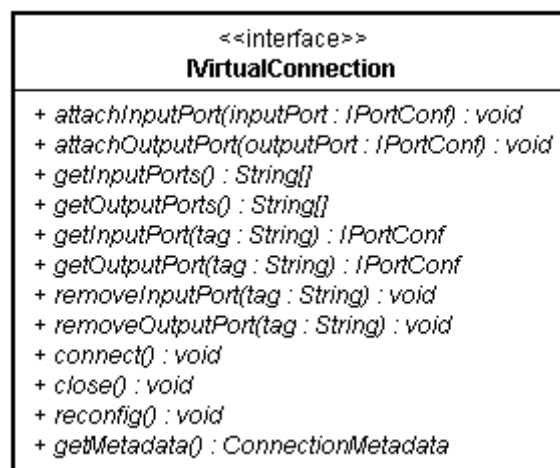 <<interface>>
IVirtualConnection
+ attachInputPort(inputPort : IPortConf) : void
+ attachOutputPort(outputPort : IPortConf) : void
+ getInputPorts() : String[]
+ getOutputPorts() : String[]
+ getInputPort(tag : String) : IPortConf
+ getOutputPort(tag : String) : IPortConf
+ removeInputPort(tag : String) : void
+ removeOutputPort(tag : String) : void
+ connect() : void
+ close() : void
+ reconfig() : void
+ getMetadata() : ConnectionMetadata